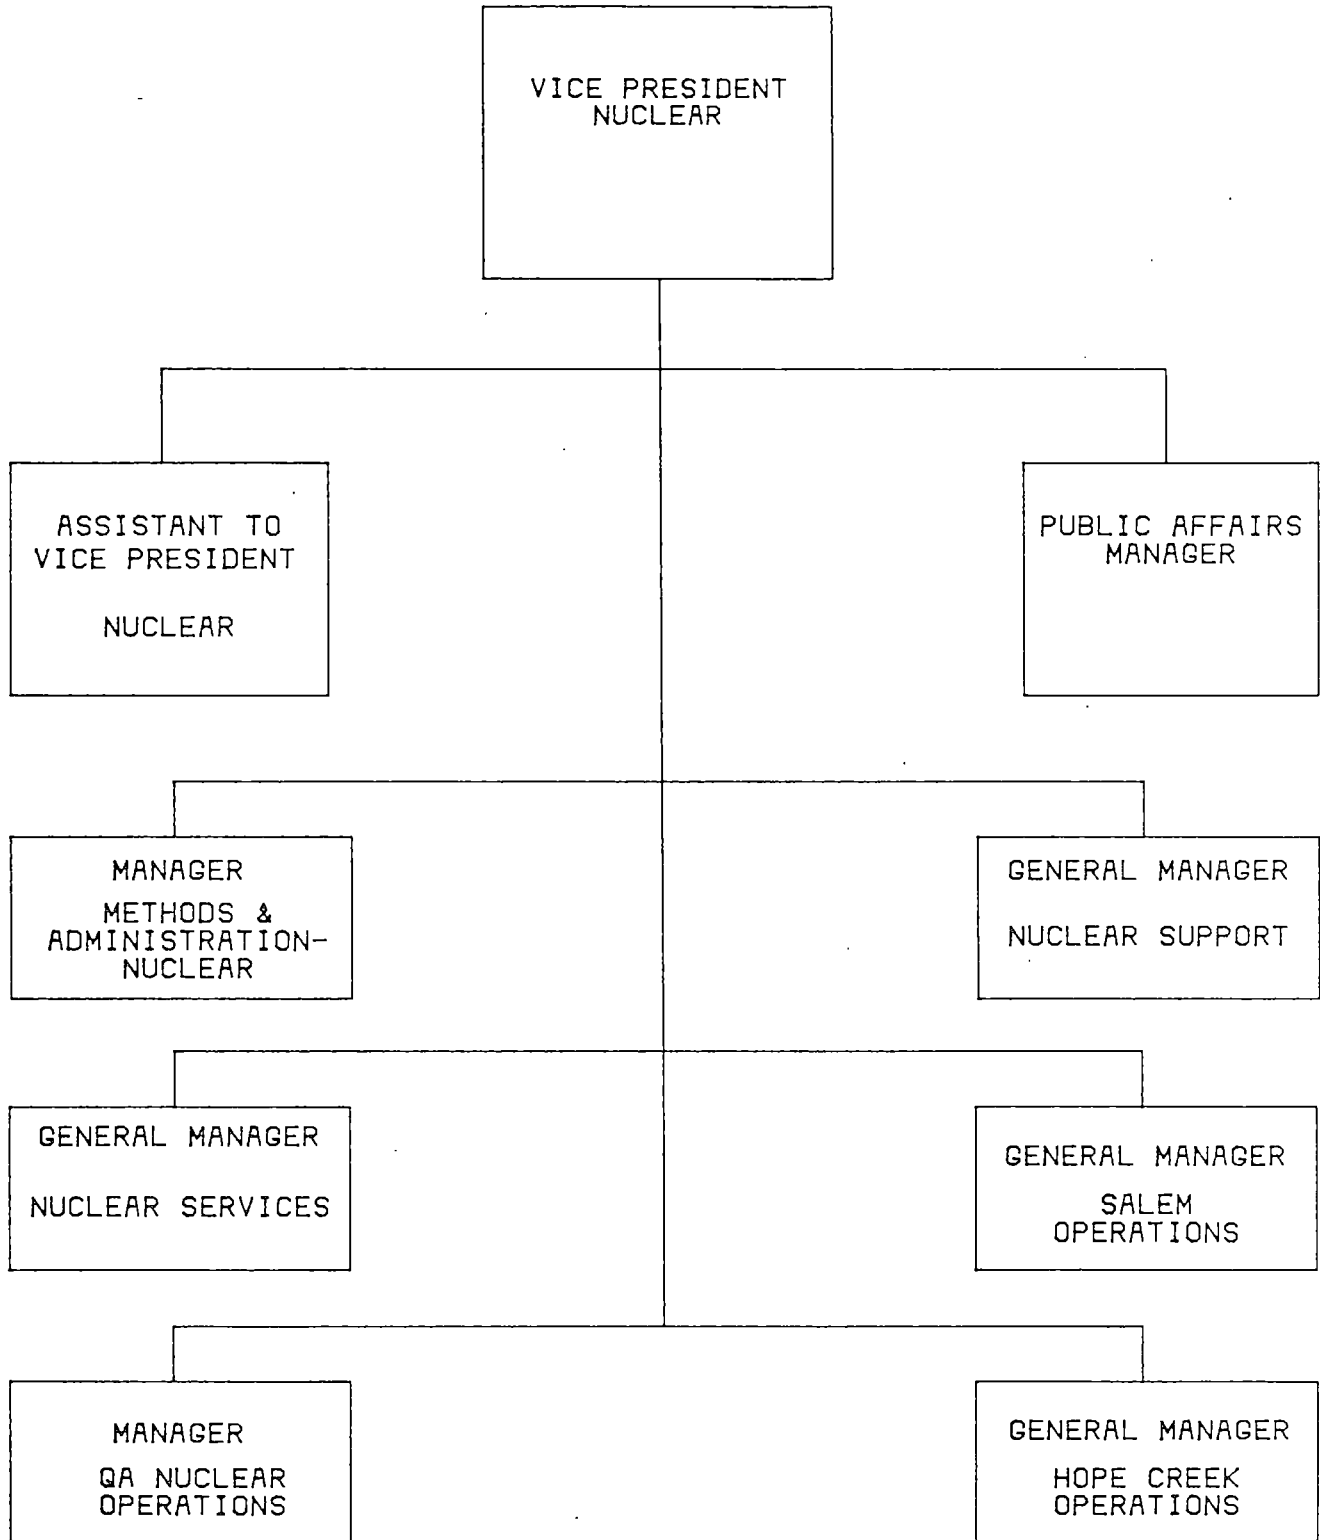 VICE PRESIDENT
NUCLEAR
ASSISTANT TO
VICE PRESIDENT
NUCLEAR
PUBLIC AFFAIRS
MANAGER
MANAGER
METHODS &
ADMINISTRATION-
NUCLEAR
GENERAL MANAGER
NUCLEAR SUPPORT
GENERAL MANAGER
NUCLEAR SERVICES
GENERAL MANAGER
SALEM
OPERATIONS
MANAGER
QA NUCLEAR
OPERATIONS
GENERAL MANAGER
HOPE CREEK
OPERATIONS